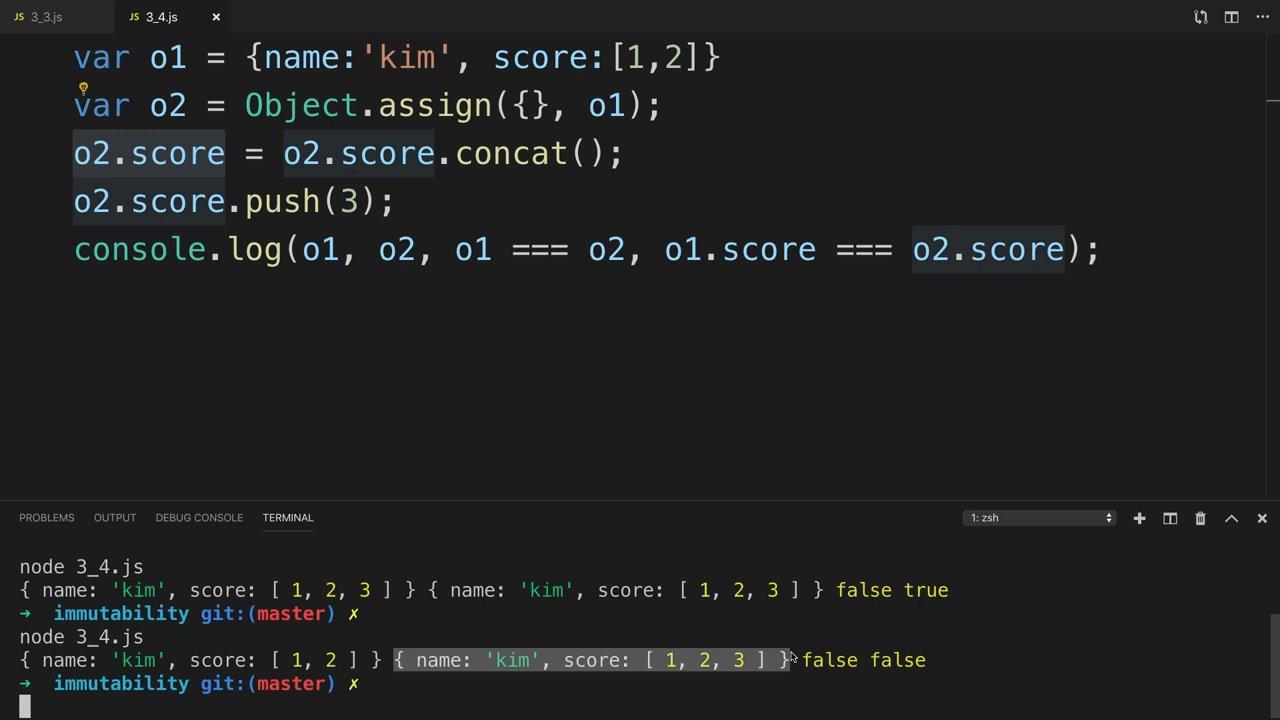 JS 3_3.js JS 3_4.js ×
var o1 = {name:'kim', score:[1,2]}
var o2 = Object.assign({}, o1);
o2.score = o2.score.concat();
o2.score.push(3);
console.log(o1, o2, o1 === o2, o1.score === o2.score);
PROBLEMS OUTPUT DEBUG CONSOLE TERMINAL 1: zsh
node 3_4.js
{ name: 'kim', score: [ 1, 2, 3 ] } { name: 'kim', score: [ 1, 2, 3 ] } false true
➜ immutability git:(master) ✗
node 3_4.js
{ name: 'kim', score: [ 1, 2 ] } { name: 'kim', score: [ 1, 2, 3 ] } false false
➜ immutability git:(master) ✗